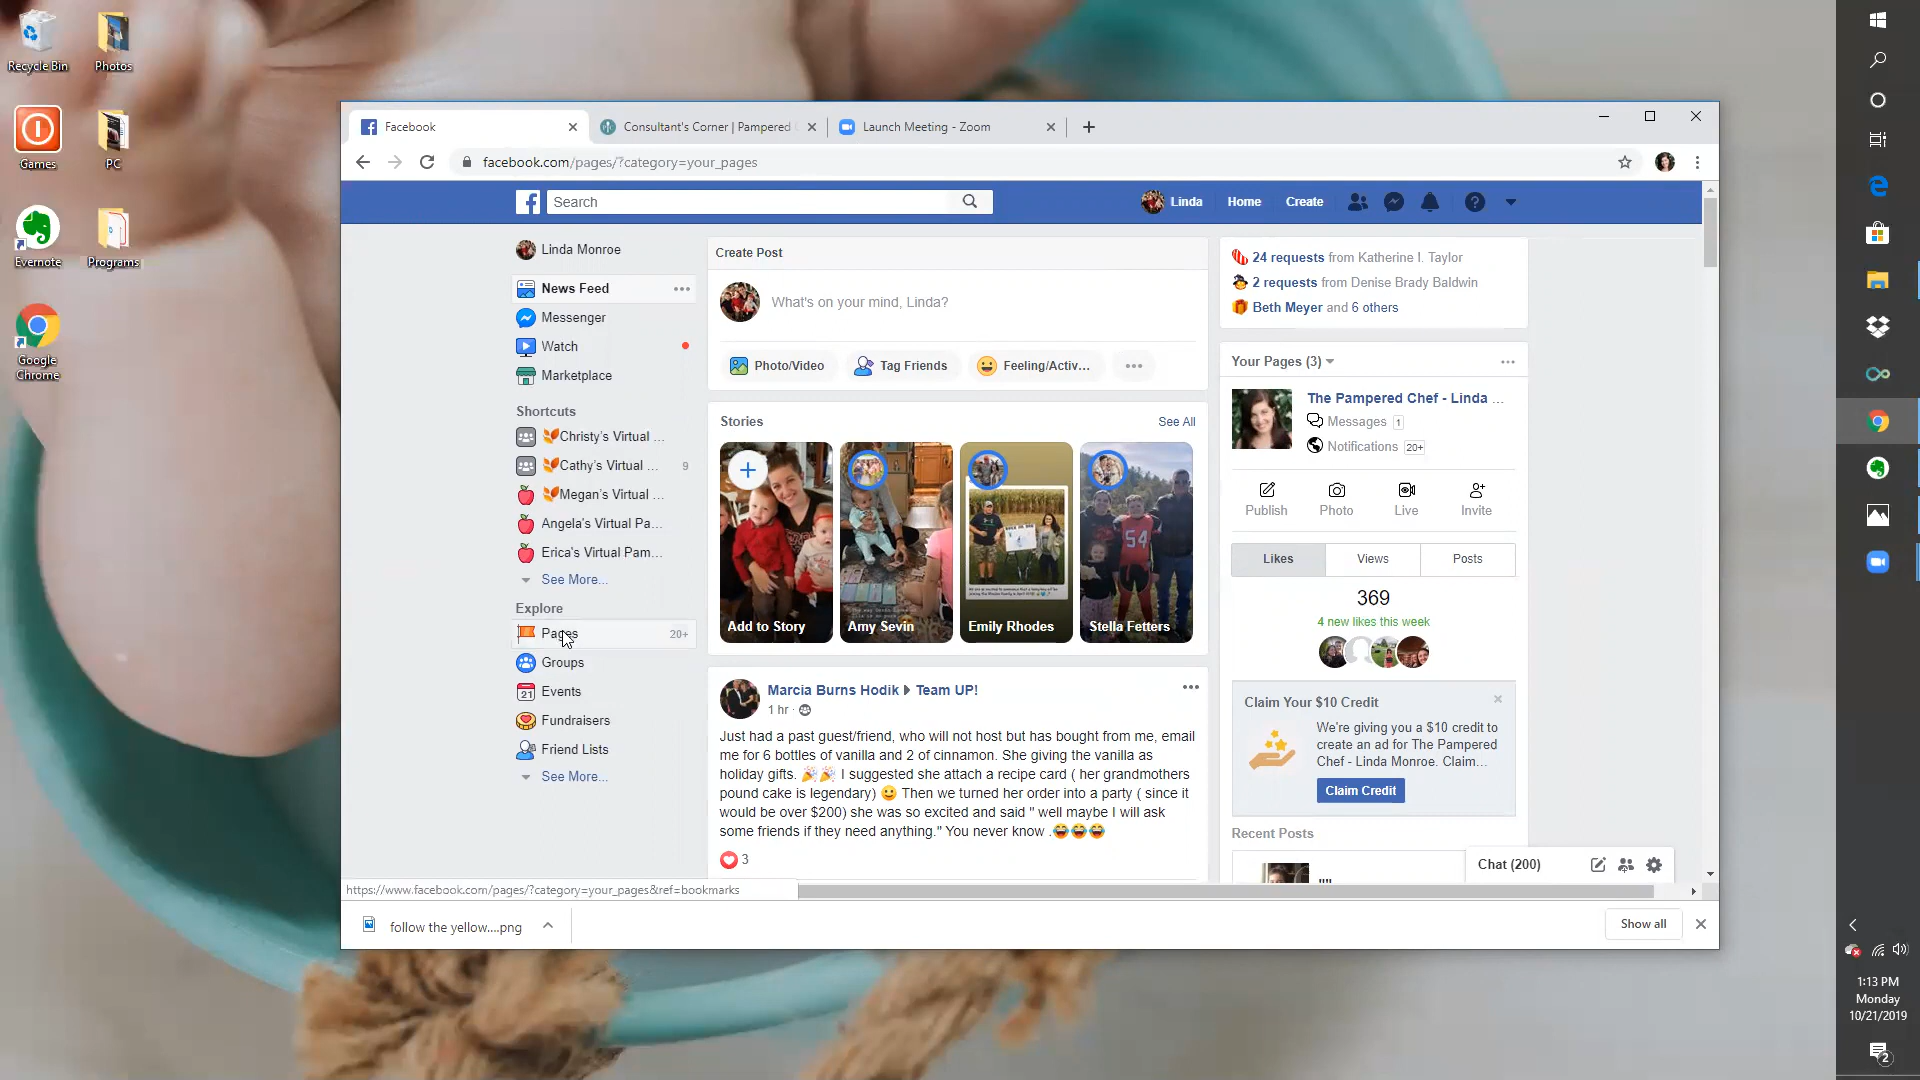 Recycle Bin
Photos
Games
PC
Evernote
Programs
Google
Chrome
Facebook
Consultant's Corner | Pampered
Launch Meeting - Zoom
facebook.com/pages/?category=your_pages
Search
Linda
Home
Create
Linda Monroe
News Feed
Messenger
Watch
Marketplace
Shortcuts
Christy's Virtual ...
Cathy's Virtual ...
9
Megan's Virtual ...
Angela's Virtual Pa...
Erica's Virtual Pam...
See More...
Explore
Pages
20+
Groups
21
Events
Fundraisers
Friend Lists
See More...
Create Post
What's on your mind, Linda?
Photo/Video
Tag Friends
Feeling/Activ...
Stories
See All
Add to Story
Amy Sevin
Emily Rhodes
54
Stella Fetters
Marcia Burns Hodik
Team UP!
1 hr ·
Just had a past guest/friend, who will not host but has bought from me, email
me for 6 bottles of vanilla and 2 of cinnamon. She giving the vanilla as
holiday gifts. 🎉🎉 I suggested she attach a recipe card ( her grandmothers
pound cake is legendary) 😉 Then we turned her order into a party ( since it
would be over $200) she was so excited and said " well maybe I will ask
some friends if they need anything." You never know .😂😂😂
3
24 requests from Katherine I. Taylor
2 requests from Denise Brady Baldwin
Beth Meyer and 6 others
Your Pages (3)
The Pampered Chef - Linda ...
Messages 1
Notifications 20+
Publish
Photo
Live
Invite
Likes
Views
Posts
369
4 new likes this week
Claim Your $10 Credit
We're giving you a $10 credit to
create an ad for The Pampered
Chef - Linda Monroe. Claim...
Claim Credit
Recent Posts
""
Chat (200)
https://www.facebook.com/pages/?category=your_pages&ref=bookmarks
follow the yellow....png
Show all
1:13 PM
Monday
10/21/2019
2